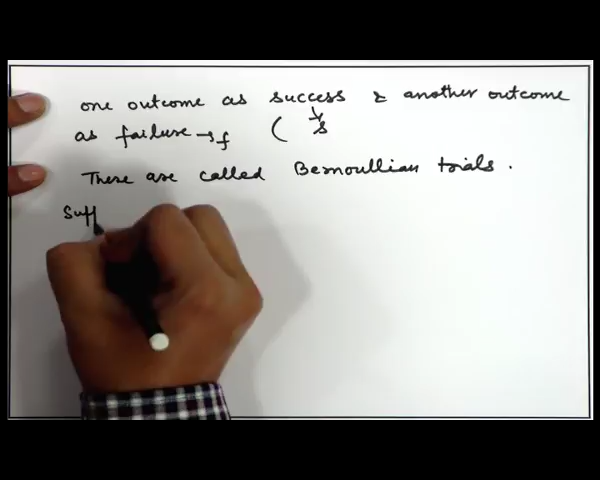 one outcome as success & another outcome
as failure → f ( s
These are called Bernoullian trials.
Suff